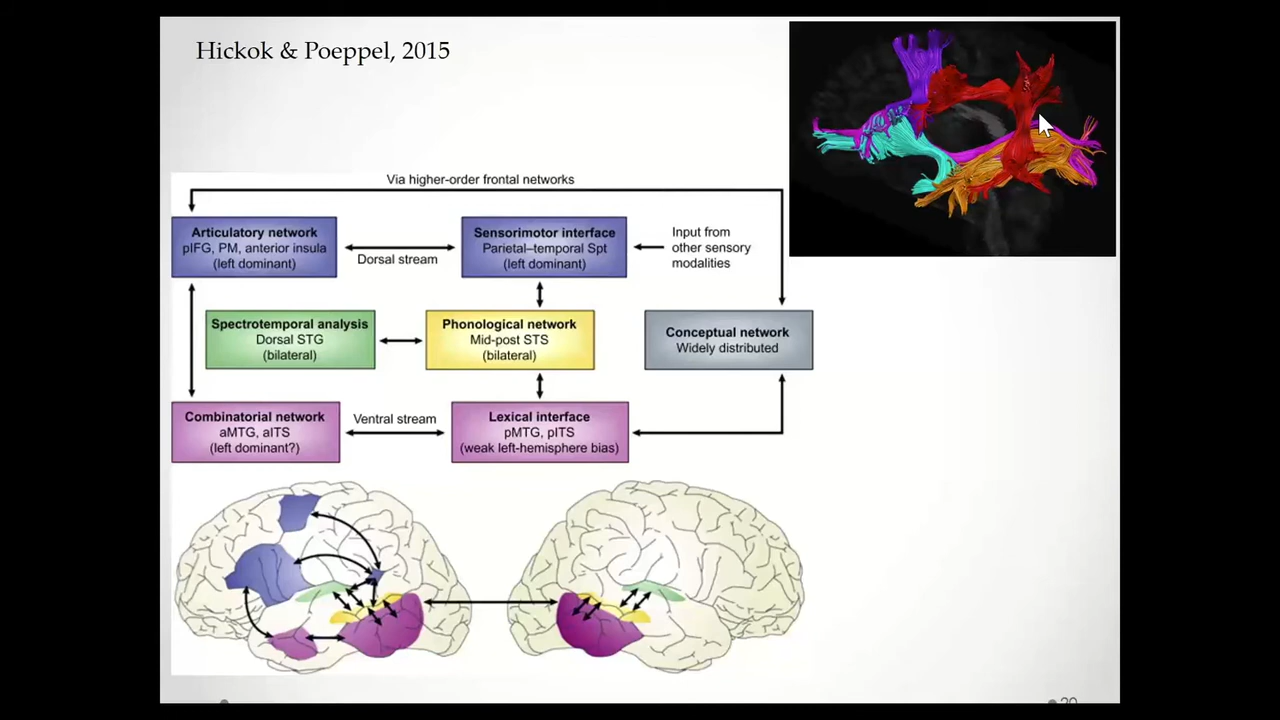 Hickok & Poeppel, 2015
Via higher-order frontal networks
Articulatory network
pIFG, PM, anterior insula
(left dominant)
Dorsal stream
Sensorimotor interface
Parietal–temporal Spt
(left dominant)
Input from
other sensory
modalities
Spectrotemporal analysis
Dorsal STG
(bilateral)
Phonological network
Mid-post STS
(bilateral)
Conceptual network
Widely distributed
Combinatorial network
aMTG, aITS
(left dominant?)
Ventral stream
Lexical interface
pMTG, pITS
(weak left-hemisphere bias)